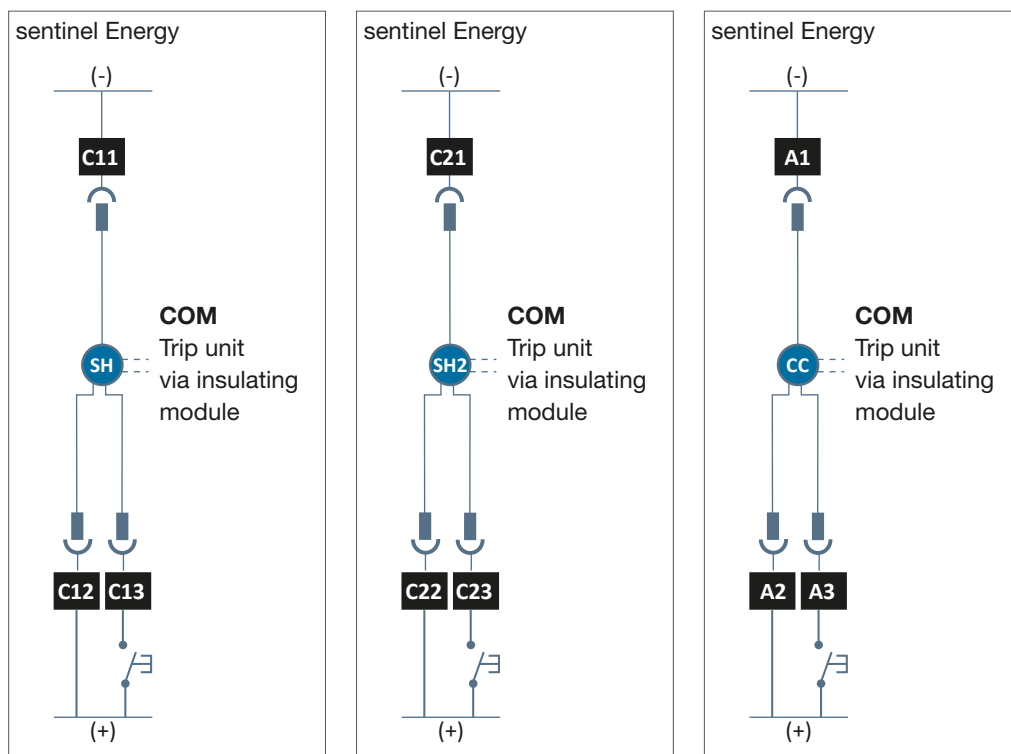 sentinel Energy
(-)
C11
SH
COM
Trip unit
via insulating
module
C12 C13
(+)
sentinel Energy
(-)
C21
SH2
COM
Trip unit
via insulating
module
C22 C23
(+)
sentinel Energy
(-)
A1
CC
COM
Trip unit
via insulating
module
A2 A3
(+)